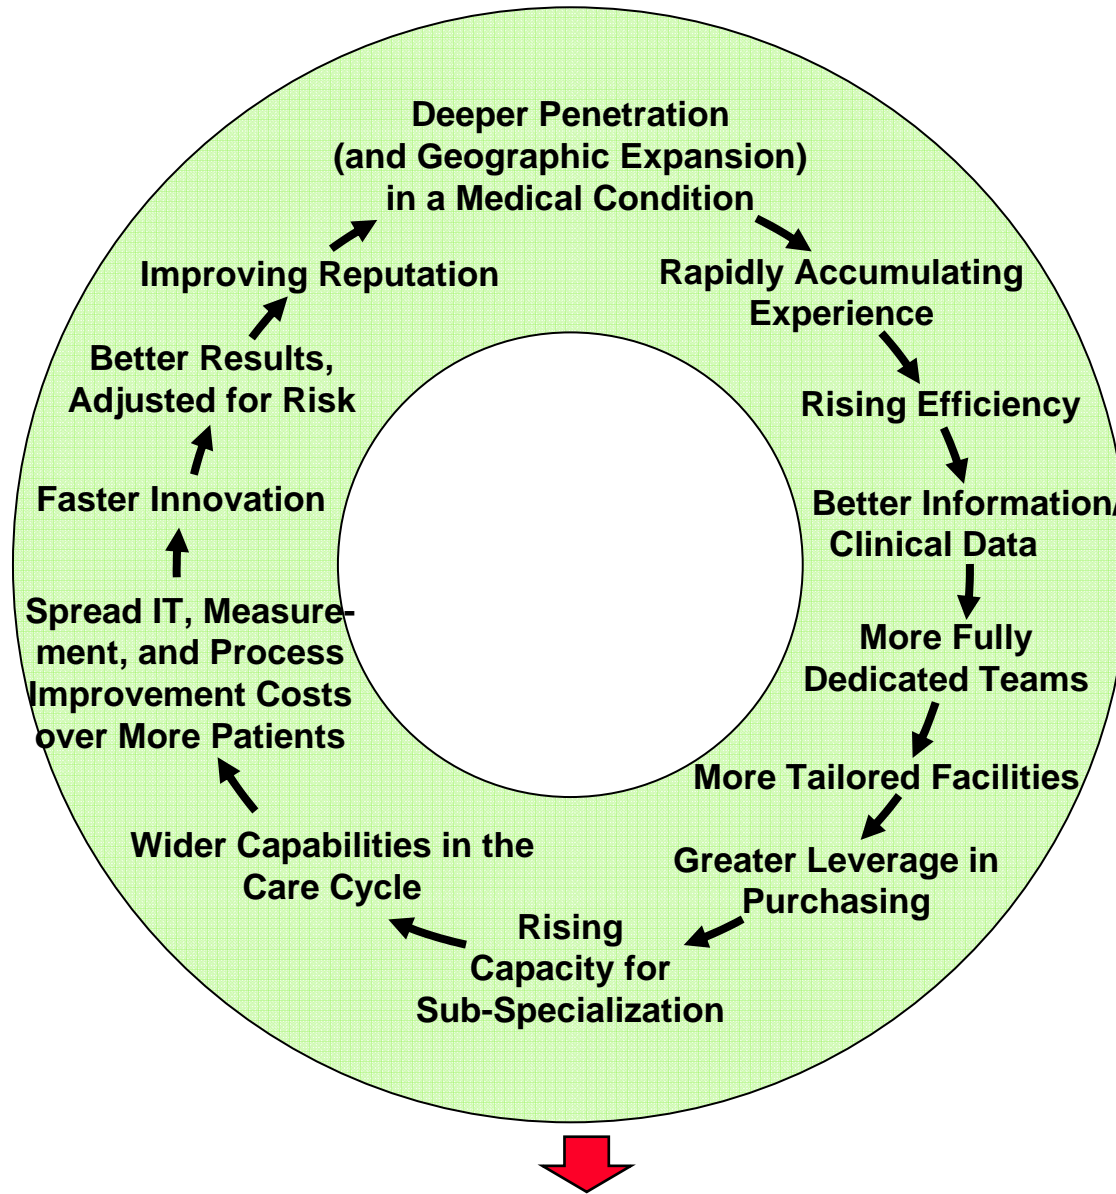 Deeper Penetration
(and Geographic Expansion)
in a Medical Condition
Rapidly Accumulating
Experience
Rising Efficiency
Better Information/
Clinical Data
More Fully
Dedicated Teams
More Tailored Facilities
Greater Leverage in
Purchasing
Rising
Capacity for
Sub-Specialization
Wider Capabilities in the
Care Cycle
Spread IT, Measure-
ment, and Process
Improvement Costs
over More Patients
Faster Innovation
Better Results,
Adjusted for Risk
Improving Reputation